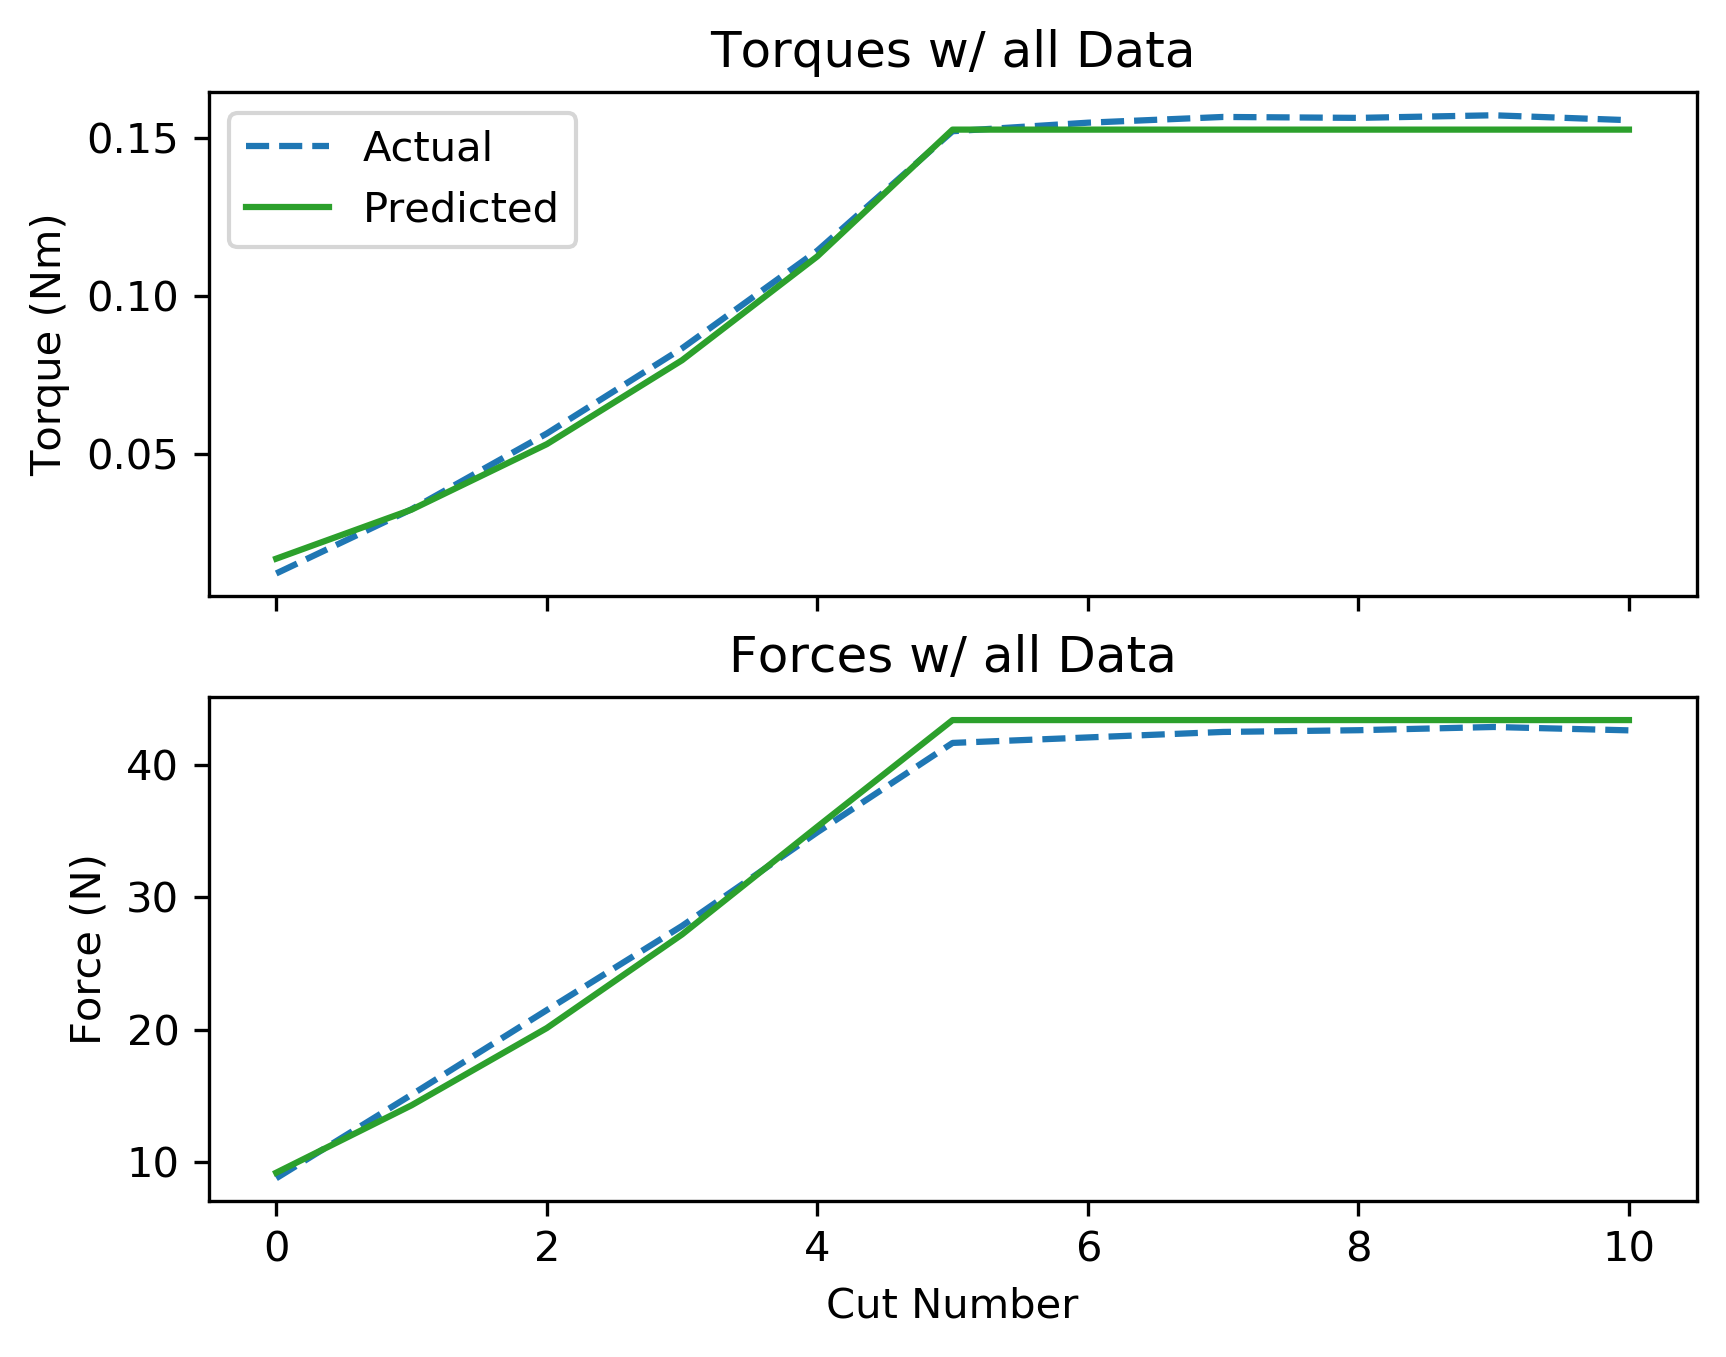 Torques w/ all Data
Actual
Predicted
0.15
0.10
0.05
Torque (Nm)
Forces w/ all Data
40
30
20
10
Force (N)
0 2 4 6 8 10
Cut Number